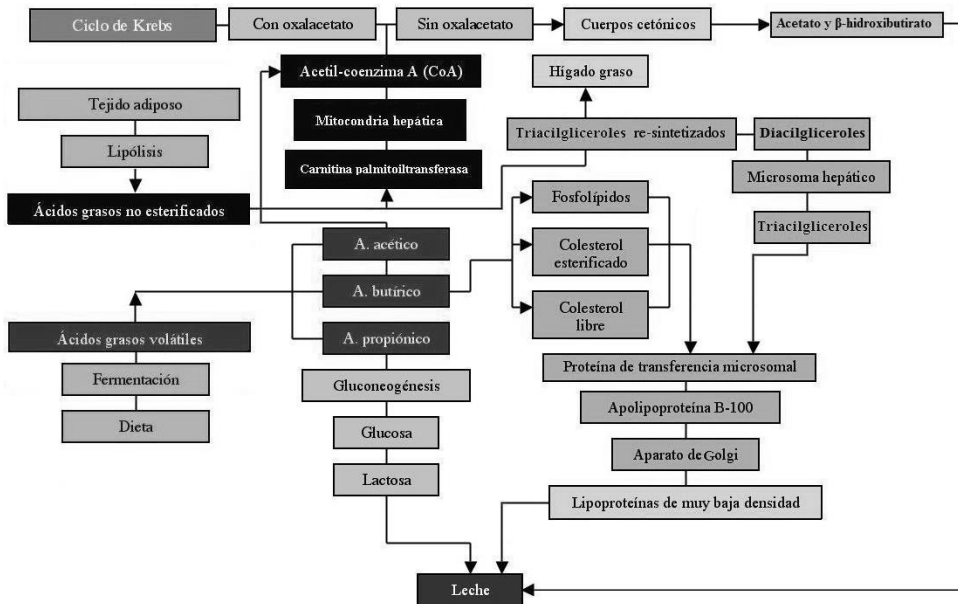 Ciclo de Krebs
Con oxalacetato
Sin oxalacetato
Cuerpos cetónicos
Acetato y β-hidroxibutirato
Acetil-coenzima A (CoA)
Hígado graso
Tejido adiposo
Mitocondria hepática
Triacilgliceroles re-sintetizados
Diacilgliceroles
Lipólisis
Carnitina palmitoiltransferasa
Microsoma hepático
Ácidos grasos no esterificados
Fosfolípidos
Triacilgliceroles
A. acético
Colesterol
esterificado
A. butírico
Colesterol
libre
Ácidos grasos volátiles
A. propiónico
Proteína de transferencia microsomal
Fermentación
Gluconeogénesis
Apolipoproteína B-100
Dieta
Glucosa
Aparato de Golgi
Lactosa
Lipoproteínas de muy baja densidad
Leche